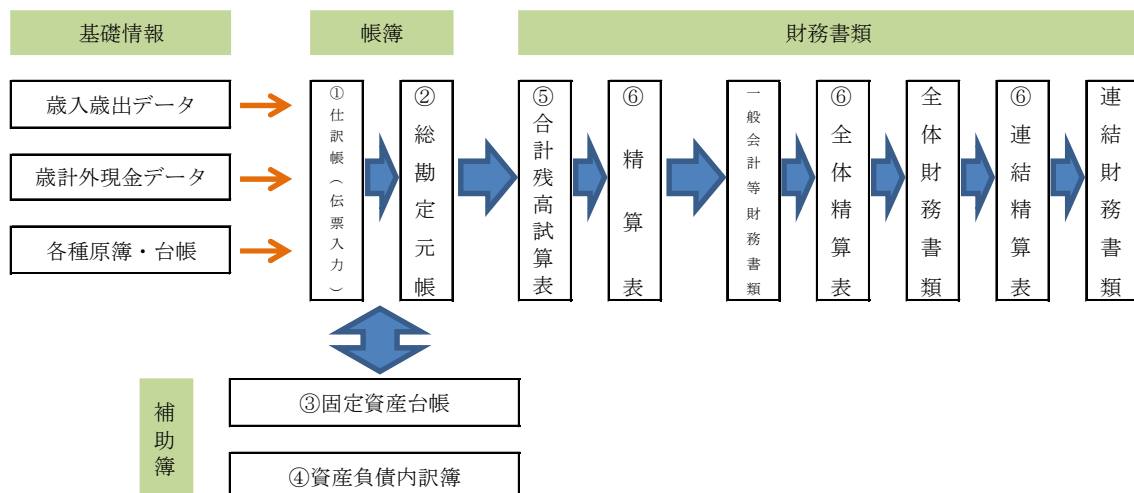 基礎情報
帳簿
財務書類
歳入歳出データ
歳計外現金データ
各種原簿・台帳
①仕訳帳（伝票入力）
②総勘定元帳
⑤合計残高試算表
⑥精算表
一般会計等財務書類
⑥全体精算表
全体財務書類
⑥連結精算表
連結財務書類
補助簿
③固定資産台帳
④資産負債内訳簿